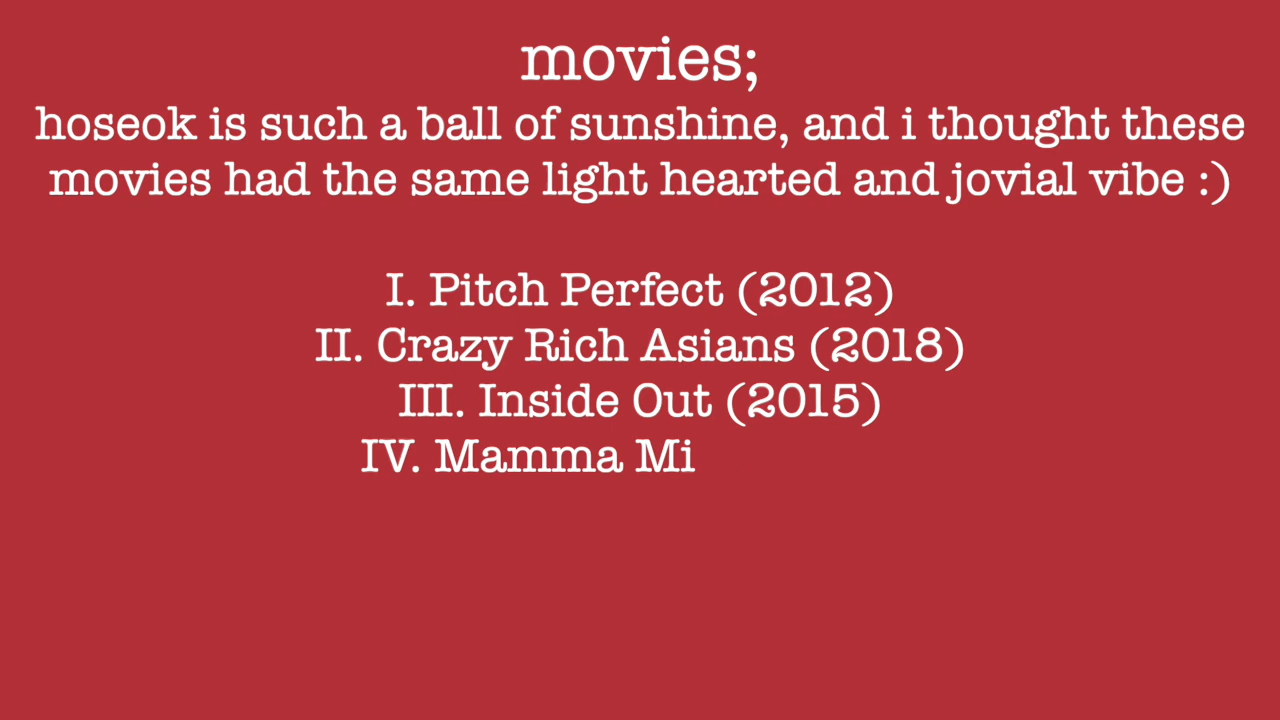 movies;
hoseok is such a ball of sunshine, and i thought these
movies had the same light hearted and jovial vibe :)
I. Pitch Perfect (2012)
II. Crazy Rich Asians (2018)
III. Inside Out (2015)
IV. Mamma Mi